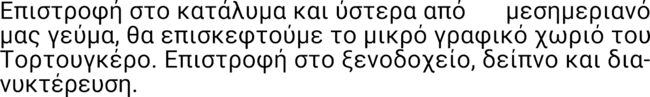 Επιστροφή στο κατάλυμα και ύστερα από μεσημεριανό
μας γεύμα, θα επισκεφτούμε το μικρό γραφικό χωριό του
Τορτουγκέρο. Επιστροφή στο ξενοδοχείο, δείπνο και δια-
νυκτέρευση.